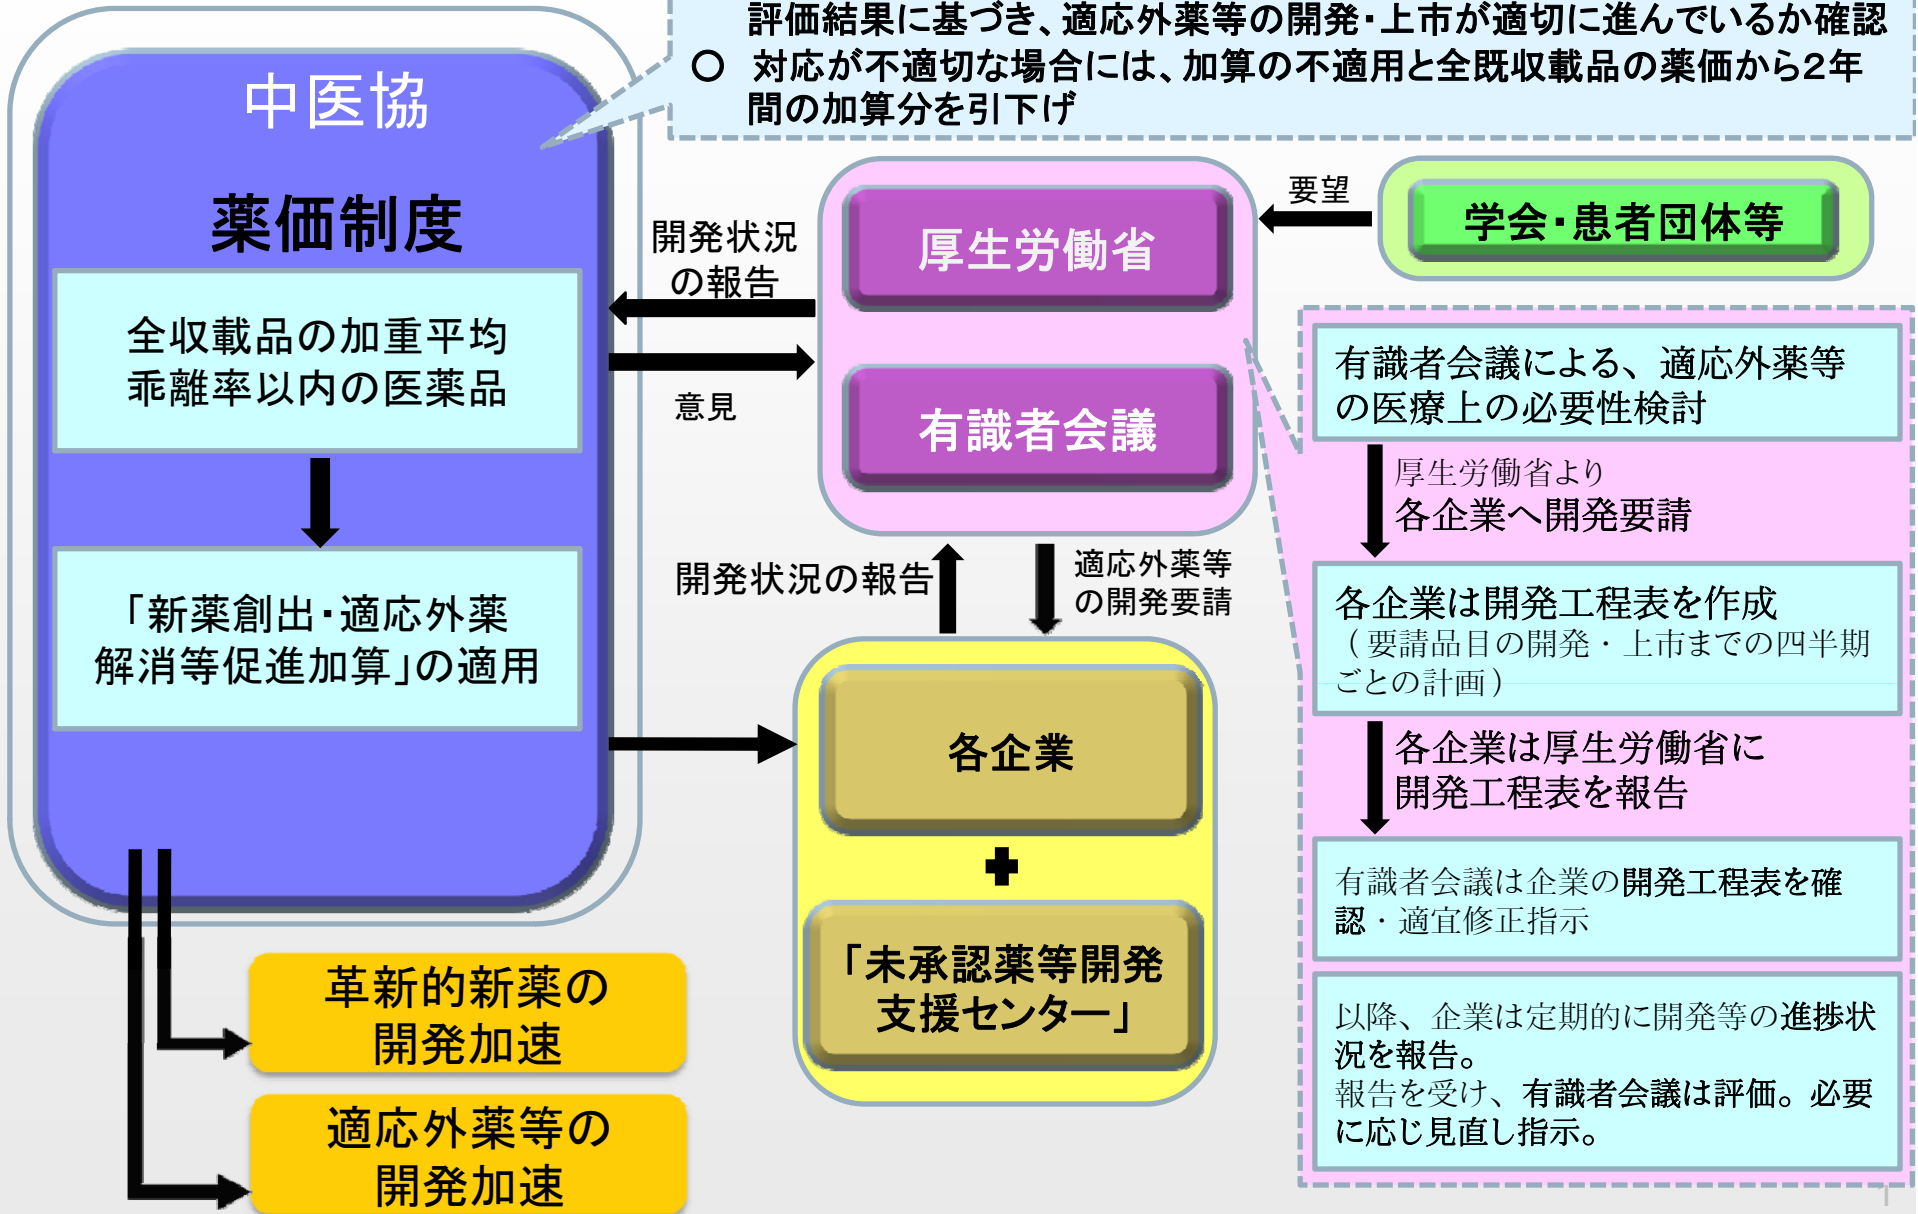 評価結果に基づき、適応外薬等の開発・上市が適切に進んでいるか確認
○ 対応が不適切な場合には、加算の不適用と全既収載品の薬価から2年
間の加算分を引下げ
中医協
薬価制度
全収載品の加重平均
乖離率以内の医薬品
「新薬創出・適応外薬
解消等促進加算」の適用
革新的新薬の
開発加速
適応外薬等の
開発加速
開発状況
の報告
意見
厚生労働省
有識者会議
要望
学会・患者団体等
開発状況の報告
適応外薬等
の開発要請
各企業
「未承認薬等開発
支援センター」
有識者会議による、適応外薬等
の医療上の必要性検討
厚生労働省より
各企業へ開発要請
各企業は開発工程表を作成
（要請品目の開発・上市までの四半期
ごとの計画）
各企業は厚生労働省に
開発工程表を報告
有識者会議は企業の開発工程表を確
認・適宜修正指示
以降、企業は定期的に開発等の進捗状
況を報告。
報告を受け、有識者会議は評価。必要
に応じ見直し指示。
1